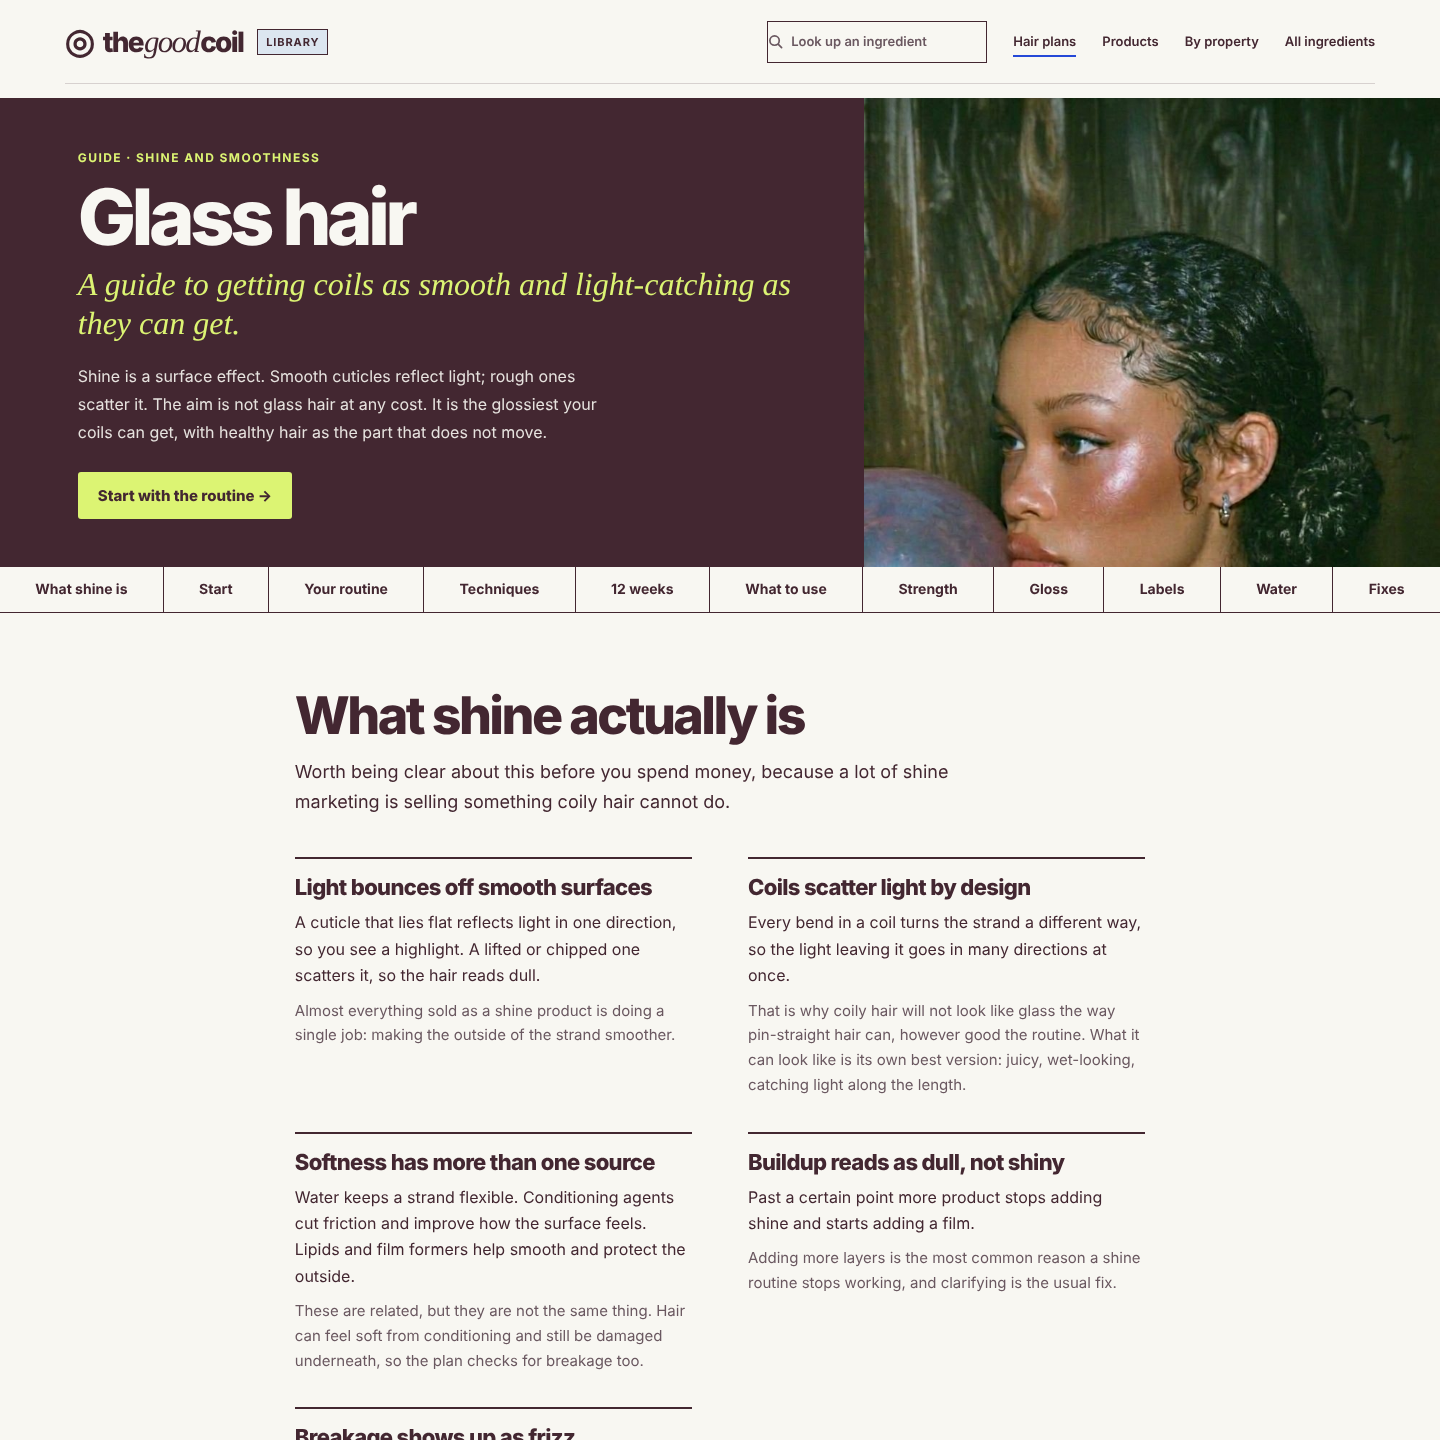 thegoodcoil LIBRARY
Look up an ingredient
Hair plans Products By property All ingredients
GUIDE · SHINE AND SMOOTHNESS
Glass hair
A guide to getting coils as smooth and light-catching as
they can get.
Shine is a surface effect. Smooth cuticles reflect light; rough ones
scatter it. The aim is not glass hair at any cost. It is the glossiest your
coils can get, with healthy hair as the part that does not move.
Start with the routine →
What shine is Start Your routine Techniques 12 weeks What to use Strength Gloss Labels Water Fixes
What shine actually is
Worth being clear about this before you spend money, because a lot of shine
marketing is selling something coily hair cannot do.
Light bounces off smooth surfaces
A cuticle that lies flat reflects light in one direction,
so you see a highlight. A lifted or chipped one
scatters it, so the hair reads dull.
Almost everything sold as a shine product is doing a
single job: making the outside of the strand smoother.
Coils scatter light by design
Every bend in a coil turns the strand a different way,
so the light leaving it goes in many directions at
once.
That is why coily hair will not look like glass the way
pin-straight hair can, however good the routine. What it
can look like is its own best version: juicy, wet-looking,
catching light along the length.
Softness has more than one source
Water keeps a strand flexible. Conditioning agents
cut friction and improve how the surface feels.
Lipids and film formers help smooth and protect the
outside.
These are related, but they are not the same thing. Hair
can feel soft from conditioning and still be damaged
underneath, so the plan checks for breakage too.
Buildup reads as dull, not shiny
Past a certain point more product stops adding
shine and starts adding a film.
Adding more layers is the most common reason a shine
routine stops working, and clarifying is the usual fix.
Breakage shows up as frizz